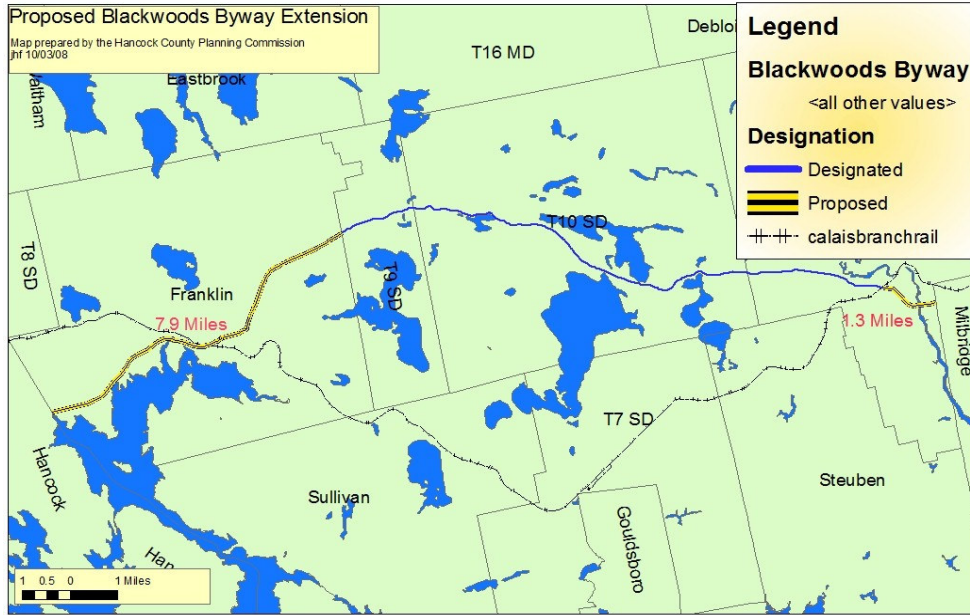 Proposed Blackwoods Byway Extension
Map prepared by the Hancock County Planning Commission
jhf 10/03/08
Legend
Blackwoods Byway
<all other values>
Designation
Designated
Proposed
calaisbranchrail
Waltham
Eastbrook
T16 MD
Debloi
T8 SD
Franklin
T9 SD
T10 SD
7.9 Miles
1.3 Miles
Milbridge
Hancock
Sullivan
T7 SD
Gouldsboro
Steuben
Han
1 0.5 0 1 Miles